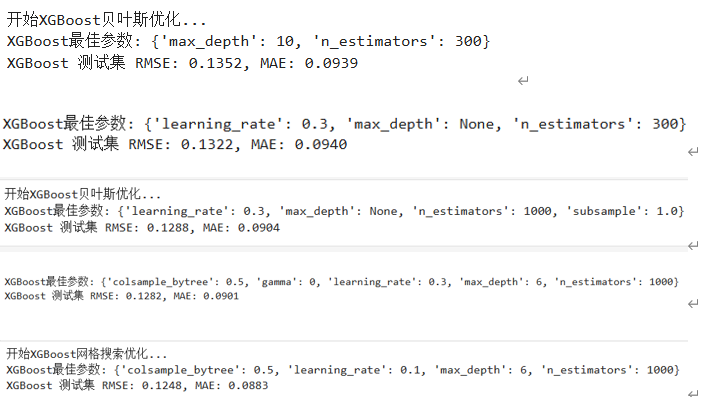 开始XGBoost贝叶斯优化...
XGBoost最佳参数: {'max_depth': 10, 'n_estimators': 300}
XGBoost 测试集 RMSE: 0.1352, MAE: 0.0939
XGBoost最佳参数: {'learning_rate': 0.3, 'max_depth': None, 'n_estimators': 300}
XGBoost 测试集 RMSE: 0.1322, MAE: 0.0940
开始XGBoost贝叶斯优化...
XGBoost最佳参数: {'learning_rate': 0.3, 'max_depth': None, 'n_estimators': 1000, 'subsample': 1.0}
XGBoost 测试集 RMSE: 0.1288, MAE: 0.0904
XGBoost最佳参数: {'colsample_bytree': 0.5, 'gamma': 0, 'learning_rate': 0.3, 'max_depth': 6, 'n_estimators': 1000}
XGBoost 测试集 RMSE: 0.1282, MAE: 0.0901
开始XGBoost网格搜索优化...
XGBoost最佳参数: {'colsample_bytree': 0.5, 'learning_rate': 0.1, 'max_depth': 6, 'n_estimators': 1000}
XGBoost 测试集 RMSE: 0.1248, MAE: 0.0883